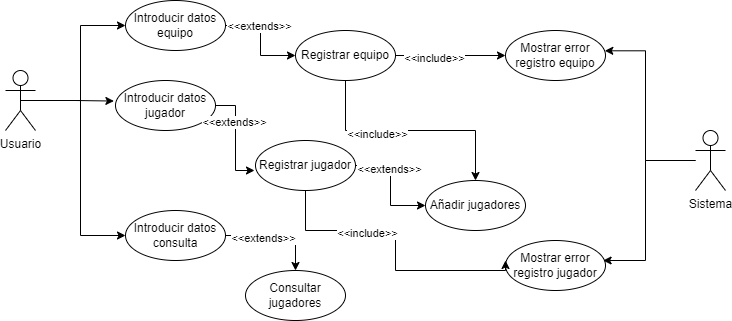 Introducir datos
equipo
<<extends>>
Registrar equipo
<<include>>
Mostrar error
registro equipo
Usuario
Introducir datos
jugador
<<extends>>
<<include>>
Registrar jugador
<<extends>>
Añadir jugadores
Sistema
Introducir datos
consulta
<<extends>>
<<include>>
Mostrar error
registro jugador
Consultar
jugadores